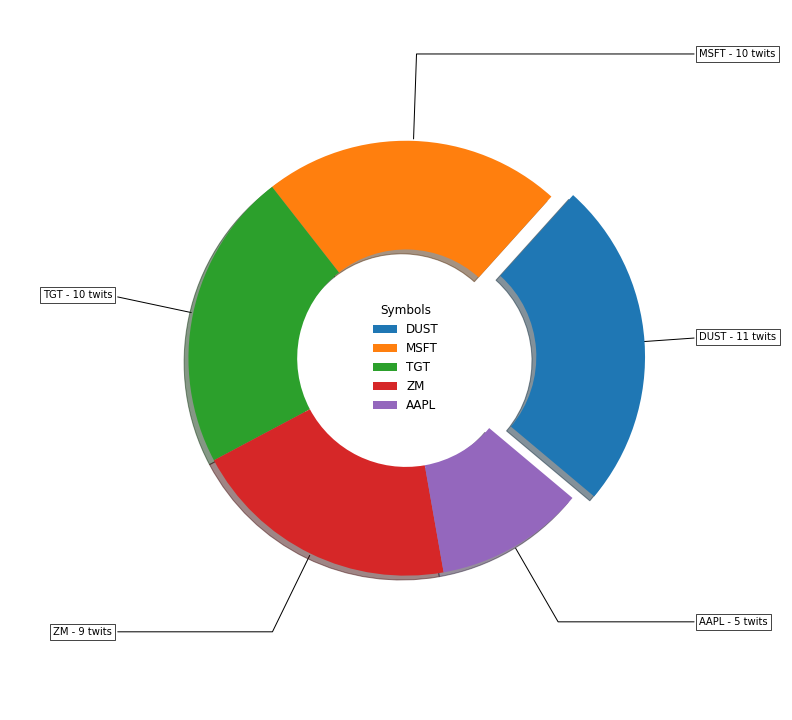 MSFT - 10 twits
TGT - 10 twits
Symbols
DUST
MSFT
TGT
ZM
AAPL
DUST - 11 twits
AAPL - 5 twits
ZM - 9 twits